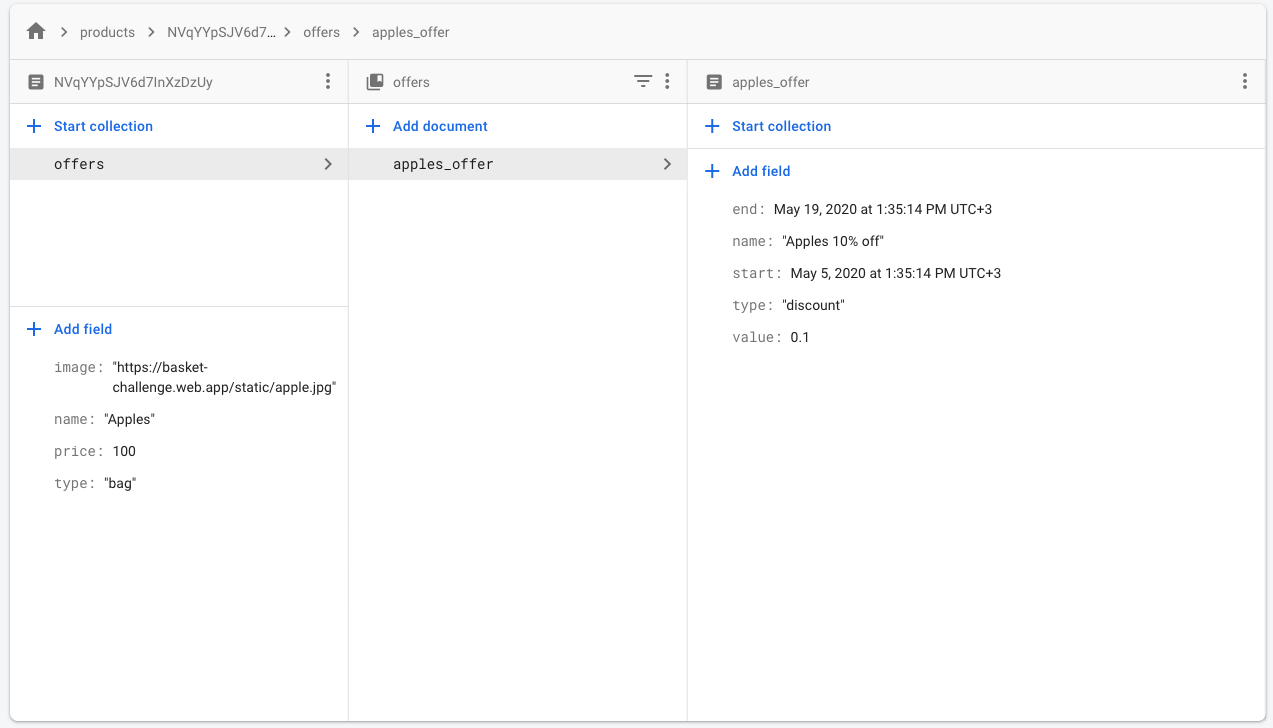 products
NVqYYpSJV6d7...
offers
apples_offer
NVqYYpSJV6d7InXzDzUy
Start collection
offers
Add field
image: "https://basket-
challenge.web.app/static/apple.jpg"
name: "Apples"
price: 100
type: "bag"
offers
Add document
apples_offer
apples_offer
Start collection
Add field
end: May 19, 2020 at 1:35:14 PM UTC+3
name: "Apples 10% off"
start: May 5, 2020 at 1:35:14 PM UTC+3
type: "discount"
value: 0.1